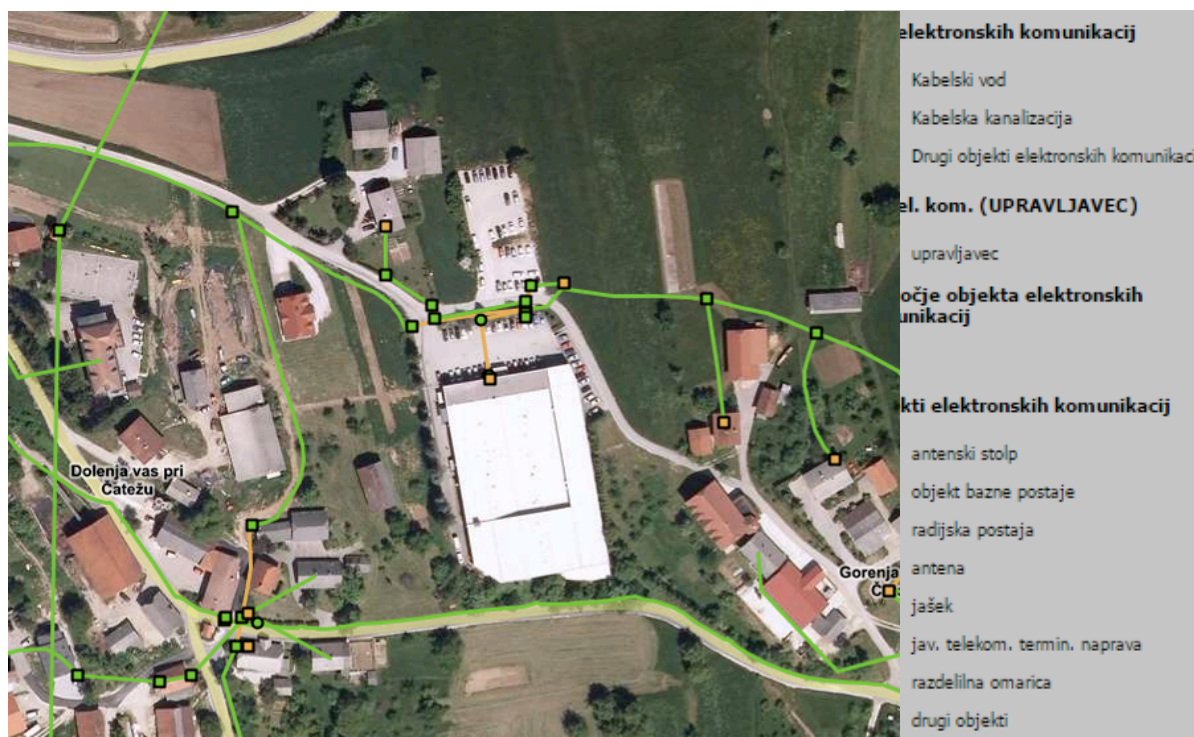 elektronskih komunikacij
Kabelski vod
Kabelska kanalizacija
Drugi objekti elektronskih komunikaci
el. kom. (UPRAVLJAVEC)
upravljavec
očje objekta elektronskih
unikacij
kti elektronskih komunikacij
antenski stolp
objekt bazne postaje
radijska postaja
antena
jašek
jav. telekom. termin. naprava
razdelilna omarica
drugi objekti
Dolenja vas pri
Čatežu
Gorenja
Č